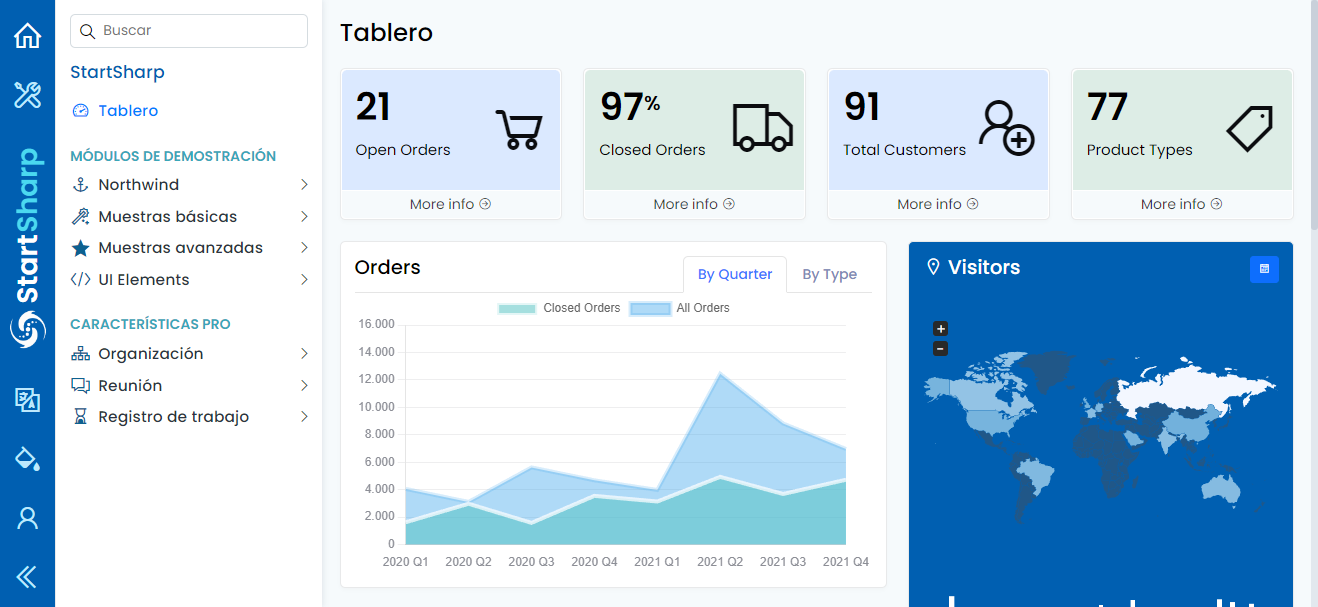 StartSharp
Buscar
StartSharp
Tablero
MÓDULOS DE DEMOSTRACIÓN
Northwind
Muestras básicas
Muestras avanzadas
UI Elements
CARACTERÍSTICAS PRO
Organización
Reunión
Registro de trabajo
Tablero
21
Open Orders
More info
97%
Closed Orders
More info
91
Total Customers
More info
77
Product Types
More info
Orders
By Quarter
By Type
Closed Orders
All Orders
16.000
14.000
12.000
10.000
8.000
6.000
4.000
2.000
0
2020 Q1
2020 Q2
2020 Q3
2020 Q4
2021 Q1
2021 Q2
2021 Q3
2021 Q4
Visitors
+
−